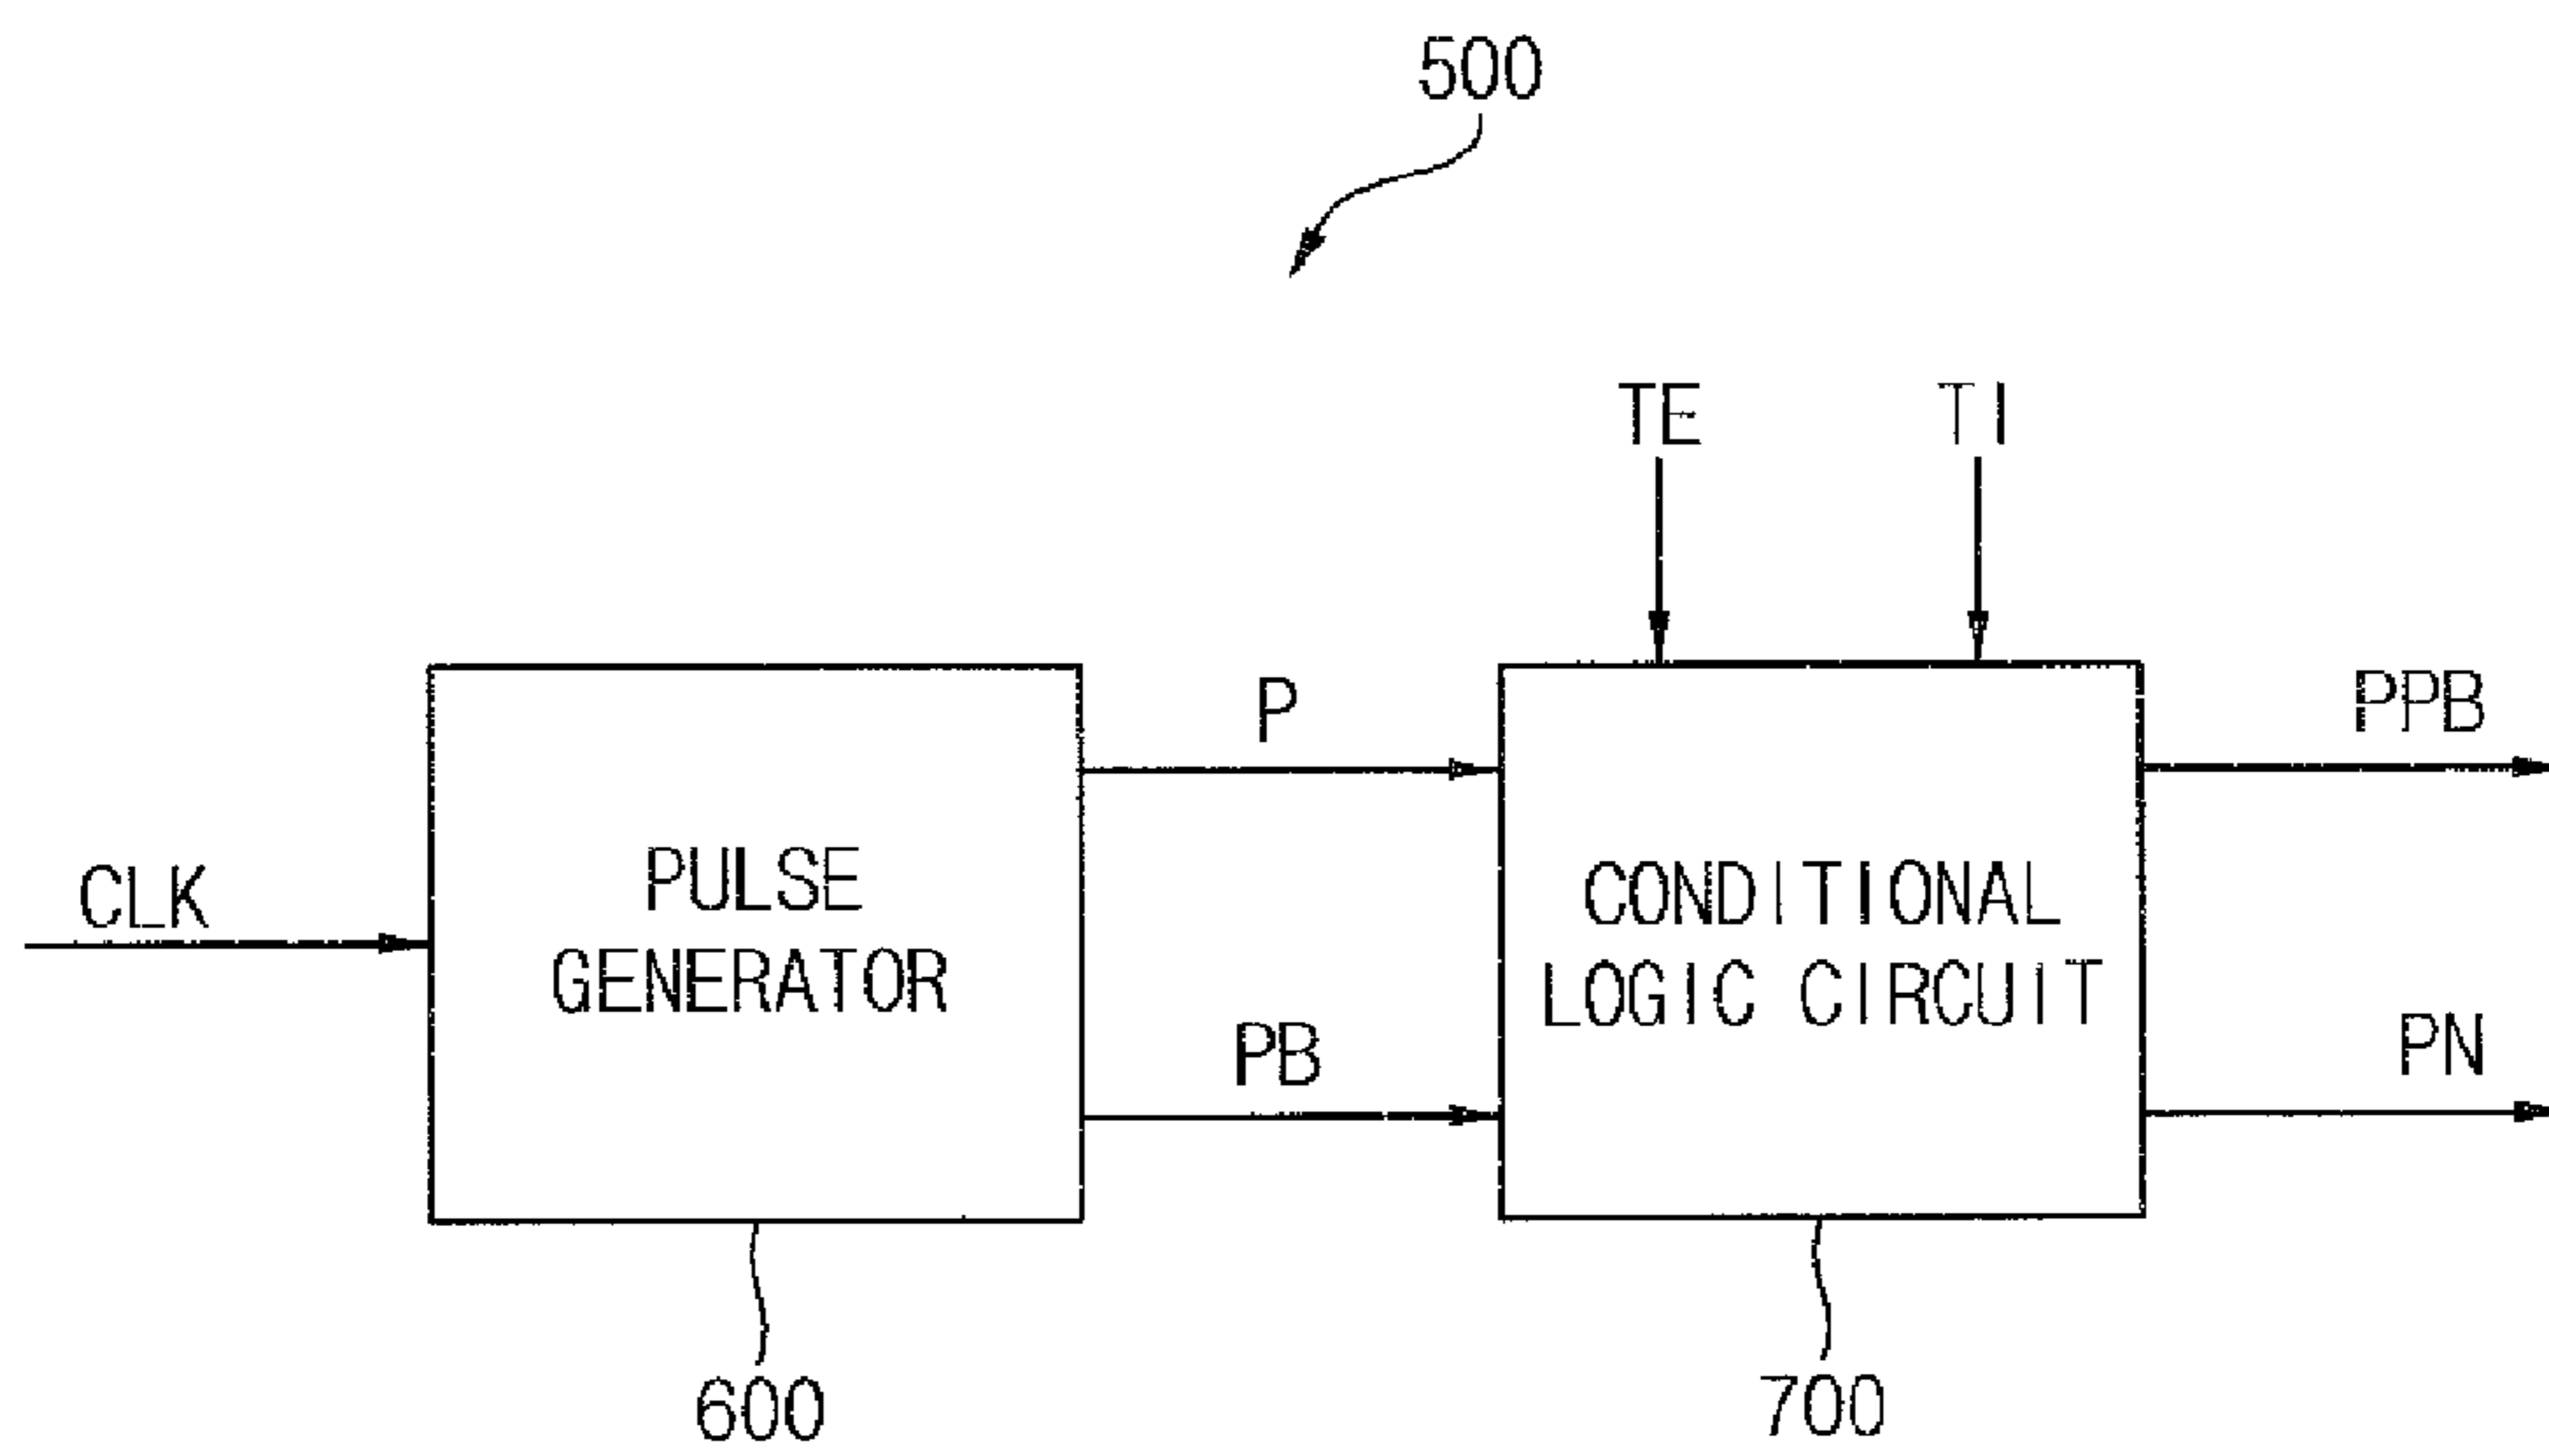 500
TE
TI
P
PPB
CLK
PULSE
GENERATOR
CONDITIONAL
LOGIC CIRCUIT
PB
PN
600
700